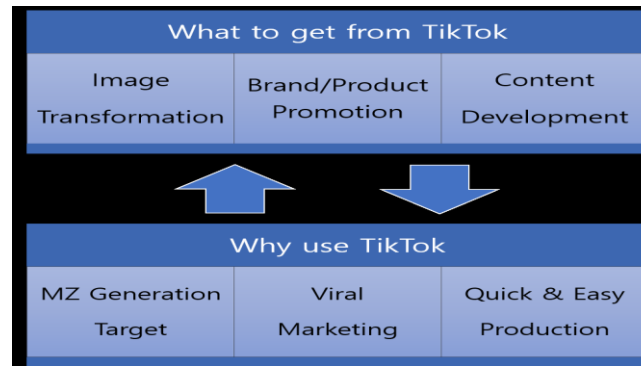 What to get from TikTok
Image
Transformation
Brand/Product
Promotion
Content
Development
Why use TikTok
MZ Generation
Target
Viral
Marketing
Quick & Easy
Production